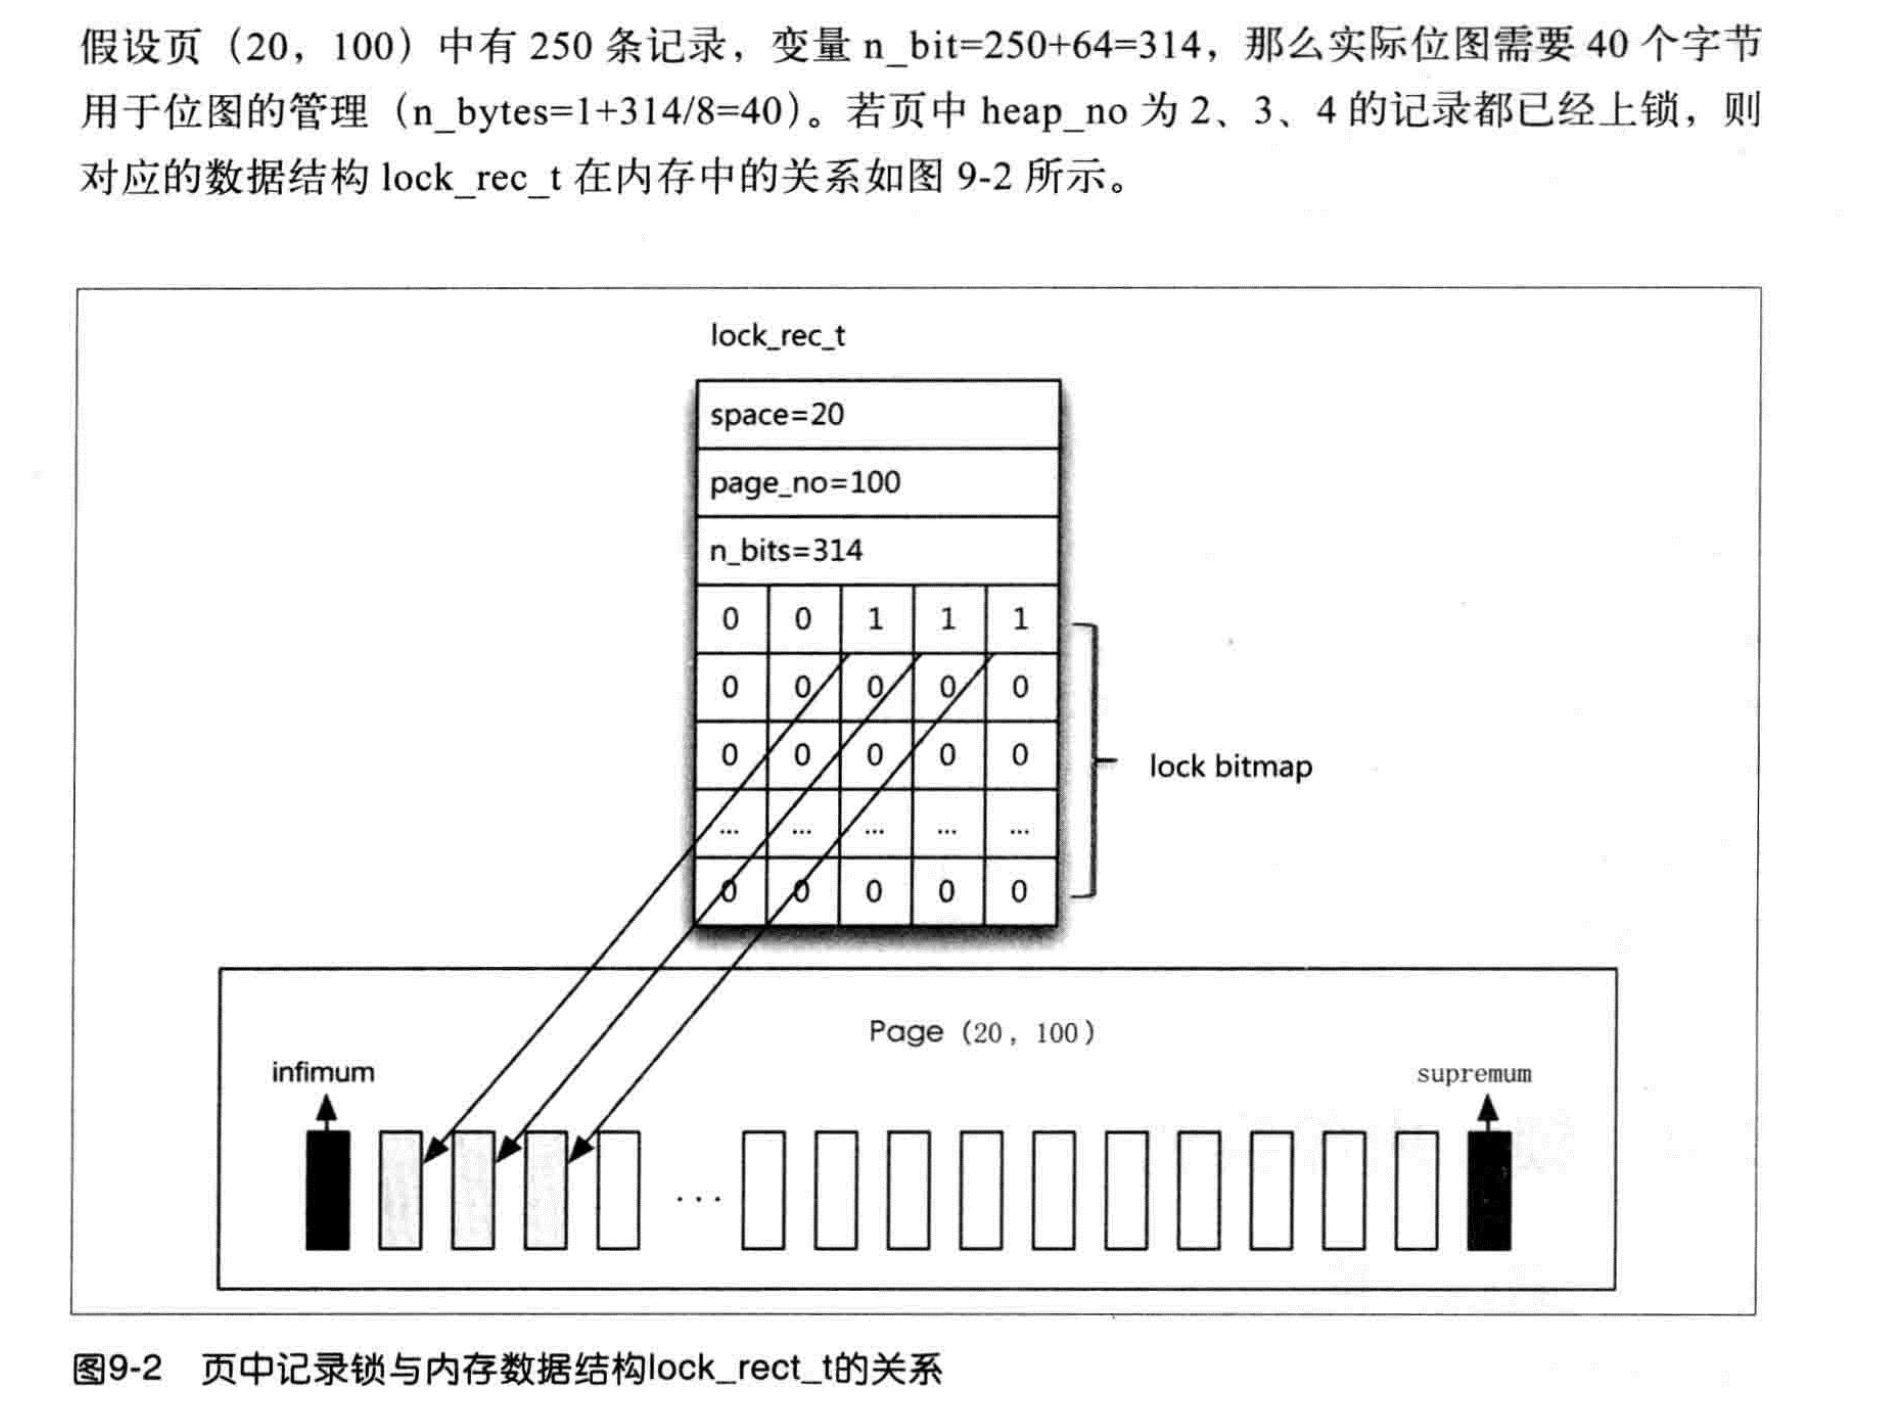 假设页（20，100）中有 250 条记录，变量 n_bit=250+64=314，那么实际位图需要 40 个字节
用于位图的管理（n_bytes=1+314/8=40）。若页中 heap_no 为 2、3、4 的记录都已经上锁，则
对应的数据结构 lock_rec_t 在内存中的关系如图 9-2 所示。
lock_rec_t
space=20
page_no=100
n_bits=314
0 0 1 1 1
0 0 0 0 0
0 0 0 0 0
lock bitmap
... ... ... ... ...
0 0 0 0 0
Page（20，100）
infimum
supremum
...
图9-2 页中记录锁与内存数据结构lock_rect_t的关系